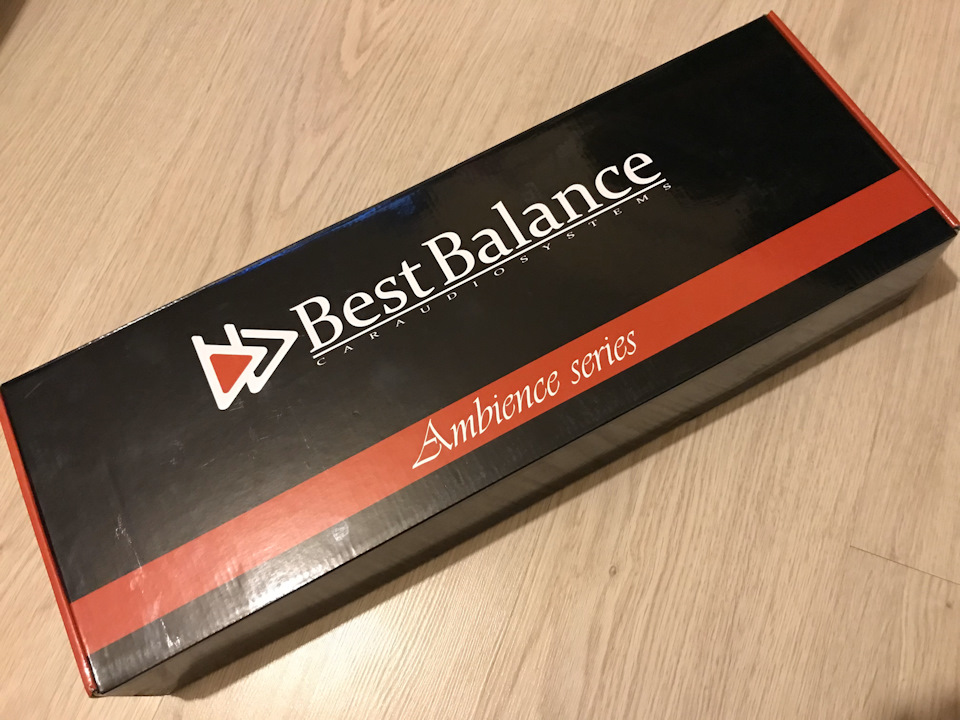 Best Balance
CARAUDIOSYSTEMS
Ambience series